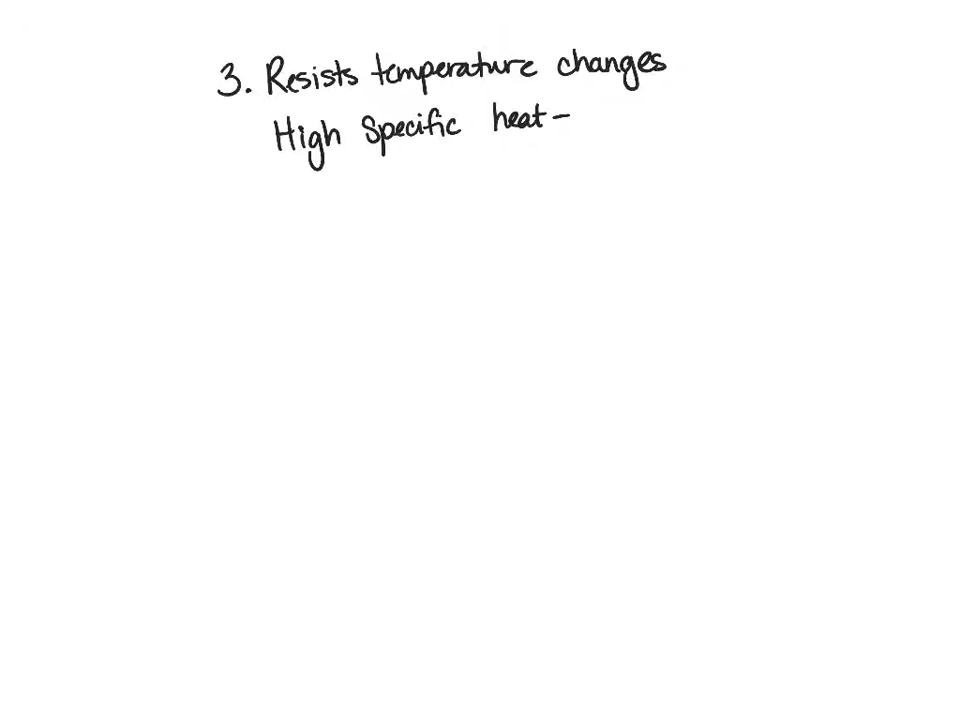 3. Resists temperature changes
High Specific heat -